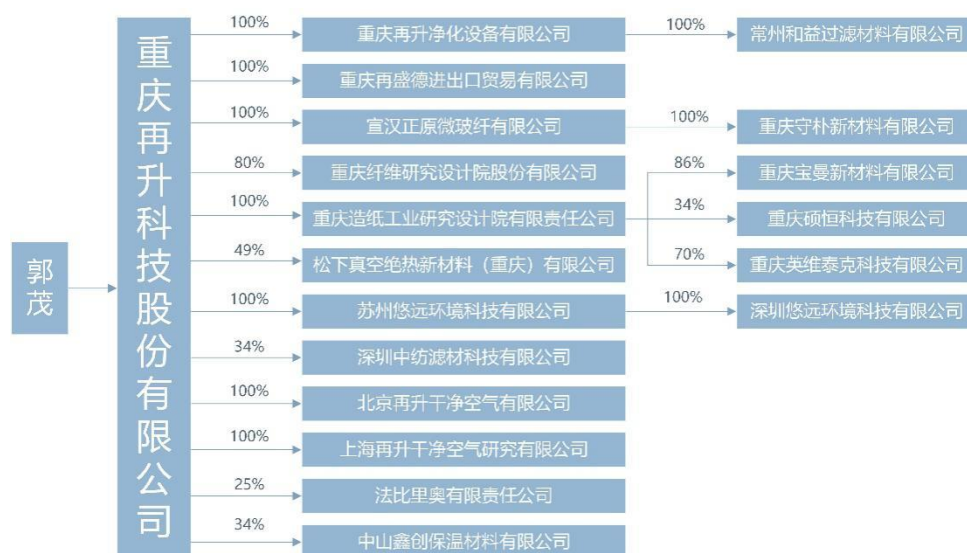 郭茂
重庆再升科技股份有限公司
100%
重庆再升净化设备有限公司
100%
常州和益过滤材料有限公司
100%
重庆再盛德进出口贸易有限公司
100%
宣汉正原微玻纤有限公司
100%
重庆守朴新材料有限公司
80%
重庆纤维研究设计院股份有限公司
86%
重庆宝曼新材料有限公司
100%
重庆造纸工业研究设计院有限责任公司
34%
重庆硕恒科技有限公司
49%
松下真空绝热新材料（重庆）有限公司
70%
重庆英维泰克科技有限公司
100%
苏州悠远环境科技有限公司
100%
深圳悠远环境科技有限公司
34%
深圳中纺滤材科技有限公司
100%
北京再升干净空气有限公司
100%
上海再升干净空气研究有限公司
25%
法比里奥有限责任公司
34%
中山鑫创保温材料有限公司